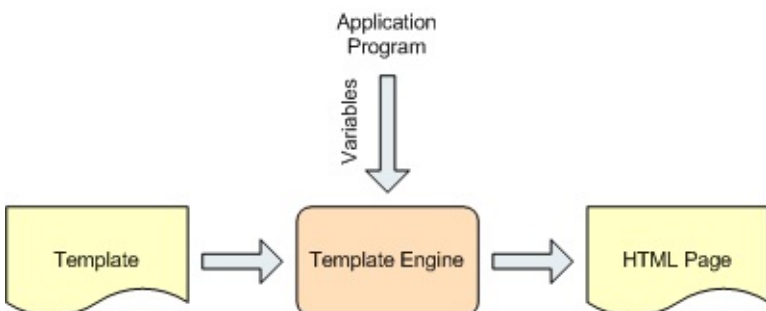 Application
Program
Variables
Template
Template Engine
HTML Page